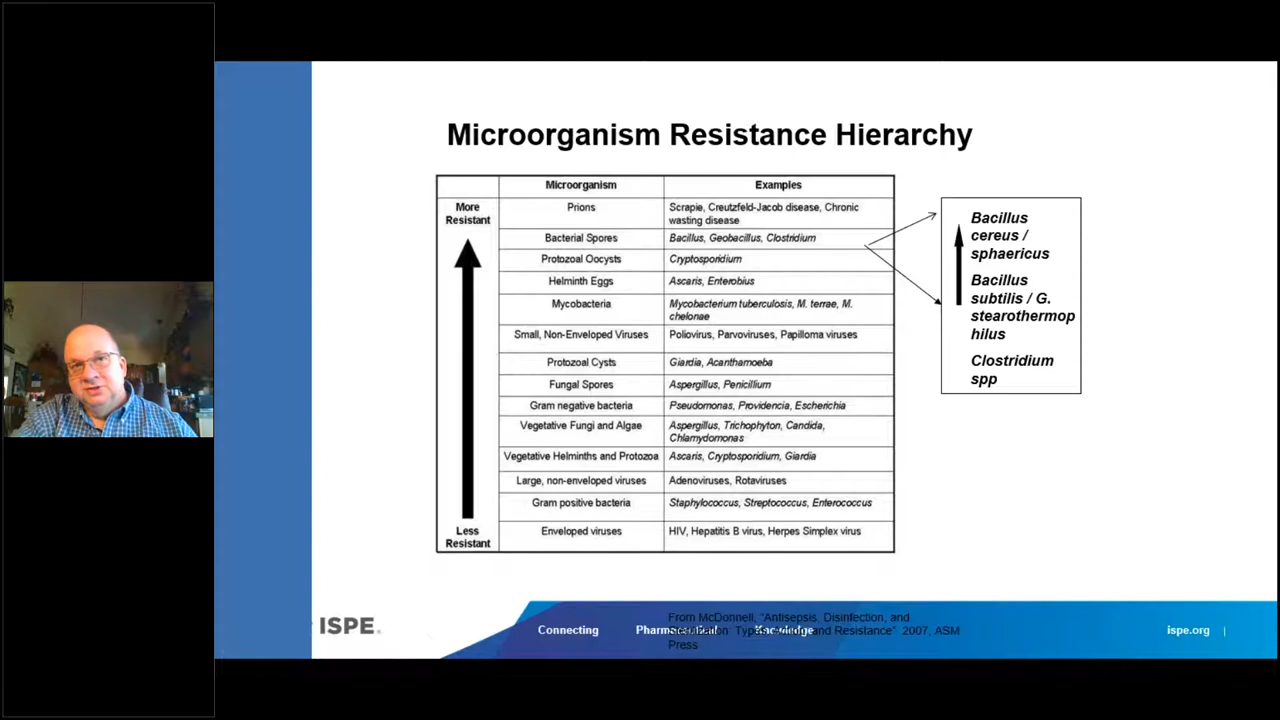 Microorganism Resistance Hierarchy
Microorganism Examples
More
Resistant
Prions
Scrapie, Creutzfeld-Jacob disease, Chronic
wasting disease
Bacterial Spores
Bacillus, Geobacillus, Clostridium
Protozoal Oocysts
Cryptosporidium
Helminth Eggs
Ascaris, Enterobius
Mycobacteria
Mycobacterium tuberculosis, M. terrae, M.
chelonae
Small, Non-Enveloped Viruses
Poliovirus, Parvoviruses, Papilloma viruses
Protozoal Cysts
Giardia, Acanthamoeba
Fungal Spores
Aspergillus, Penicillium
Gram negative bacteria
Pseudomonas, Providencia, Escherichia
Vegetative Fungi and Algae
Aspergillus, Trichophyton, Candida,
Chlamydomonas
Vegetative Helminths and Protozoa
Ascaris, Cryptosporidium, Giardia
Large, non-enveloped viruses
Adenoviruses, Rotaviruses
Gram positive bacteria
Staphylococcus, Streptococcus, Enterococcus
Less
Resistant
Enveloped viruses
HIV, Hepatitis B virus, Herpes Simplex virus
Bacillus
cereus /
sphaericus
Bacillus
subtilis / G.
stearothermop
hilus
Clostridium
spp
ISPE.
Connecting
Knowledge
From McDonnell, "Antisepsis, Disinfection, and
and Resistance" 2007, ASM
Press
ispe.org |